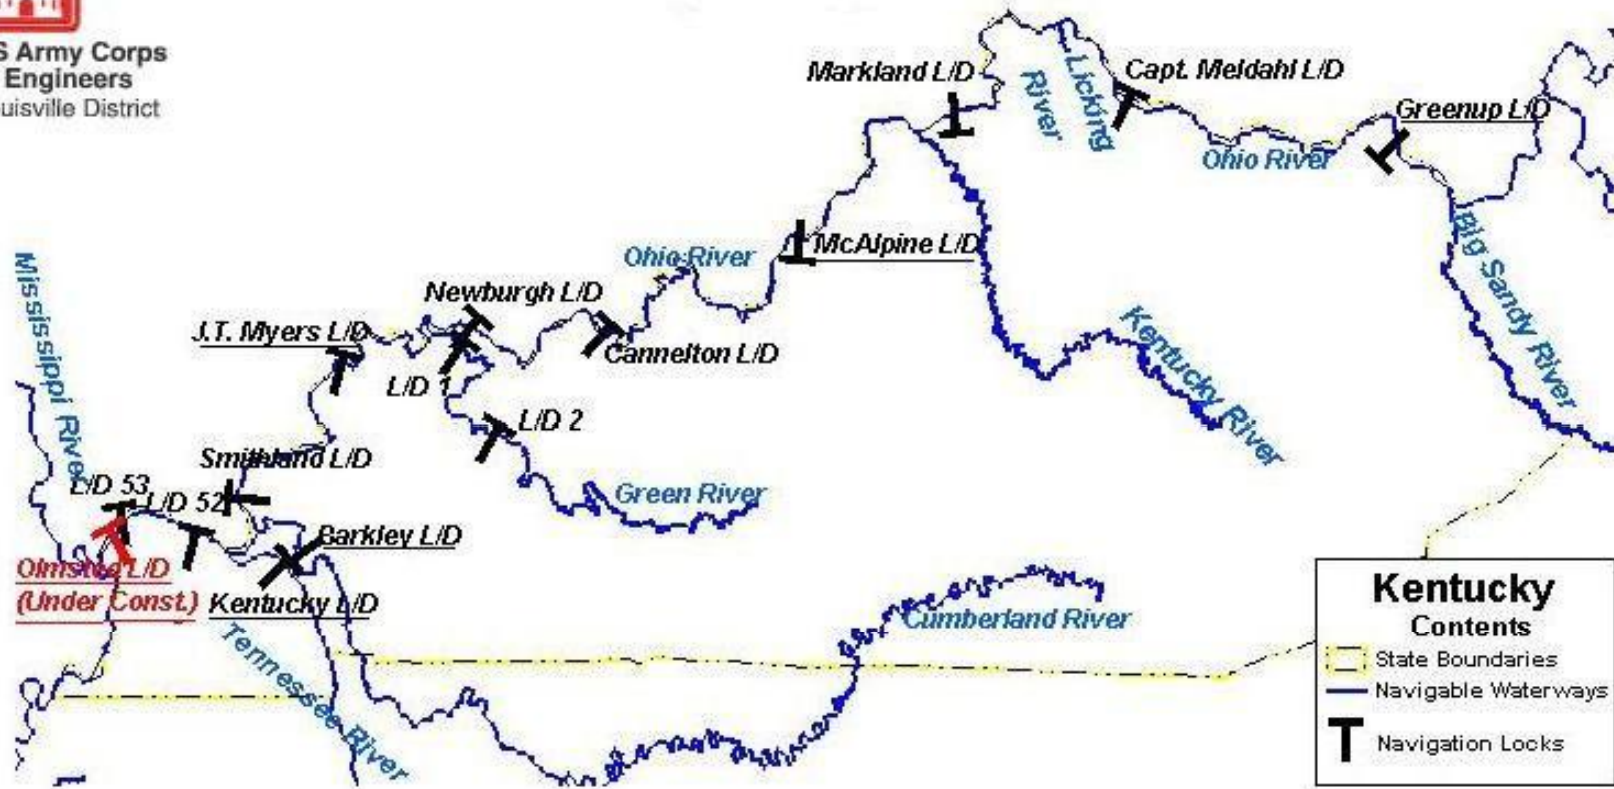 S Army Corps
Engineers
uisville District
Markland L/D
Licking
River
Capt. Meldahl L/D
Greenup L/D
Ohio River
Big Sandy River
McAlpine L/D
Ohio River
Newburgh L/D
Cannelton L/D
J.T. Myers L/D
L/D 1
L/D 2
Kentucky River
Green River
Mississippi River
Smithland L/D
L/D 53
L/D 52
Barkley L/D
Olmsted L/D
(Under Const.)
Kentucky L/D
Tennessee River
Cumberland River
Kentucky
Contents
State Boundaries
Navigable Waterways
Navigation Locks